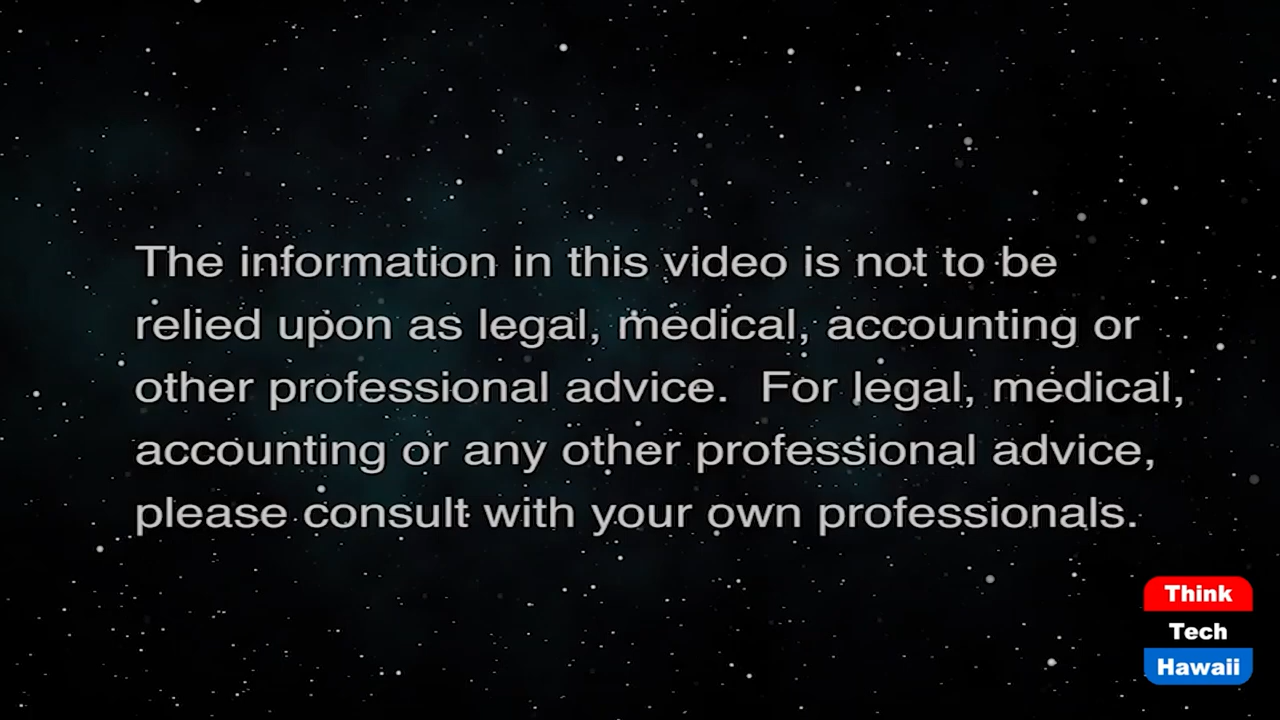 The information in this video is not to be
relied upon as legal, medical, accounting or
other professional advice.  For legal, medical,
accounting or any other professional advice,
please consult with your own professionals.
Think
Tech
Hawaii